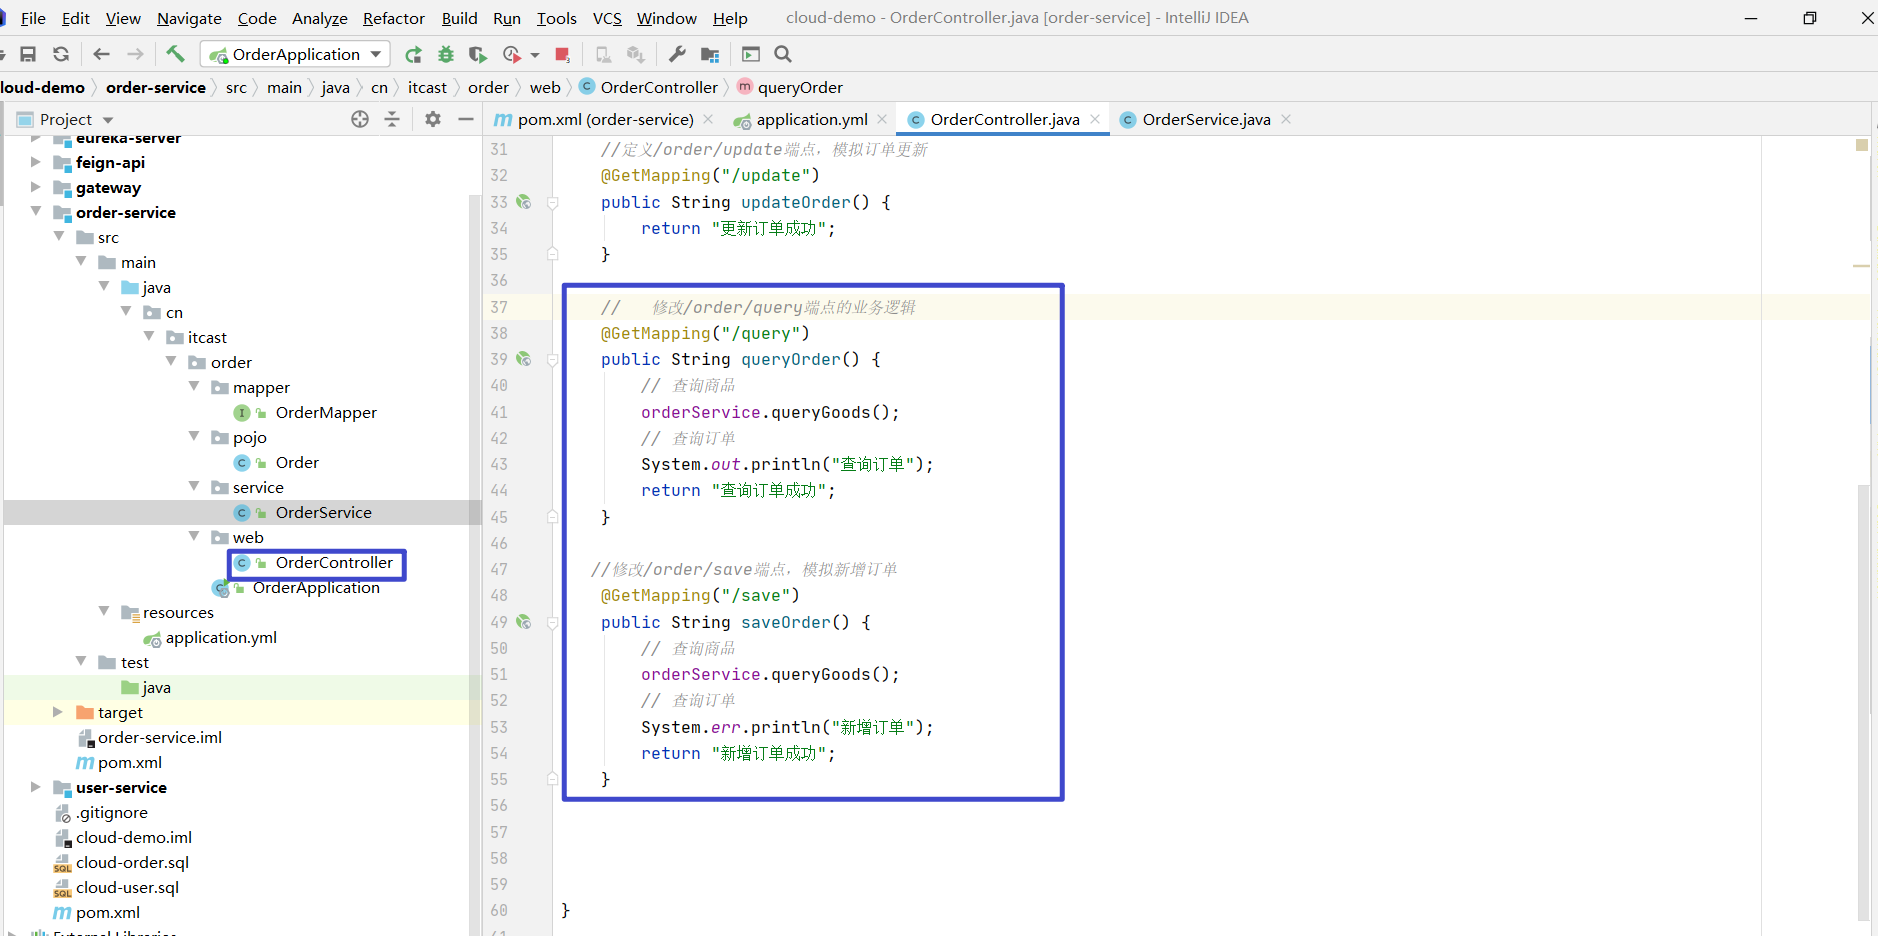 File Edit View Navigate Code Analyze Refactor Build Run Tools VCS Window Help cloud-demo - OrderController.java [order-service] - IntelliJ IDEA
OrderApplication
loud-demo order-service src main java cn itcast order web OrderController queryOrder
Project
pom.xml (order-service) application.yml OrderController.java OrderService.java
eureka-server
feign-api
gateway
order-service
src
main
java
cn
itcast
order
mapper
OrderMapper
pojo
Order
service
OrderService
web
OrderController
OrderApplication
resources
application.yml
test
java
target
order-service.iml
pom.xml
user-service
.gitignore
cloud-demo.iml
cloud-order.sql
cloud-user.sql
pom.xml
External Libraries
31 //定义/order/update端点，模拟订单更新
32 @GetMapping("/update")
33 public String updateOrder() {
34 return "更新订单成功";
35 }
36
37 // 修改/order/query端点的业务逻辑
38 @GetMapping("/query")
39 public String queryOrder() {
40 // 查询商品
41 orderService.queryGoods();
42 // 查询订单
43 System.out.println("查询订单");
44 return "查询订单成功";
45 }
46
47 //修改/order/save端点，模拟新增订单
48 @GetMapping("/save")
49 public String saveOrder() {
50 // 查询商品
51 orderService.queryGoods();
52 // 查询订单
53 System.err.println("新增订单");
54 return "新增订单成功";
55 }
56
57
58
59
60 }
61